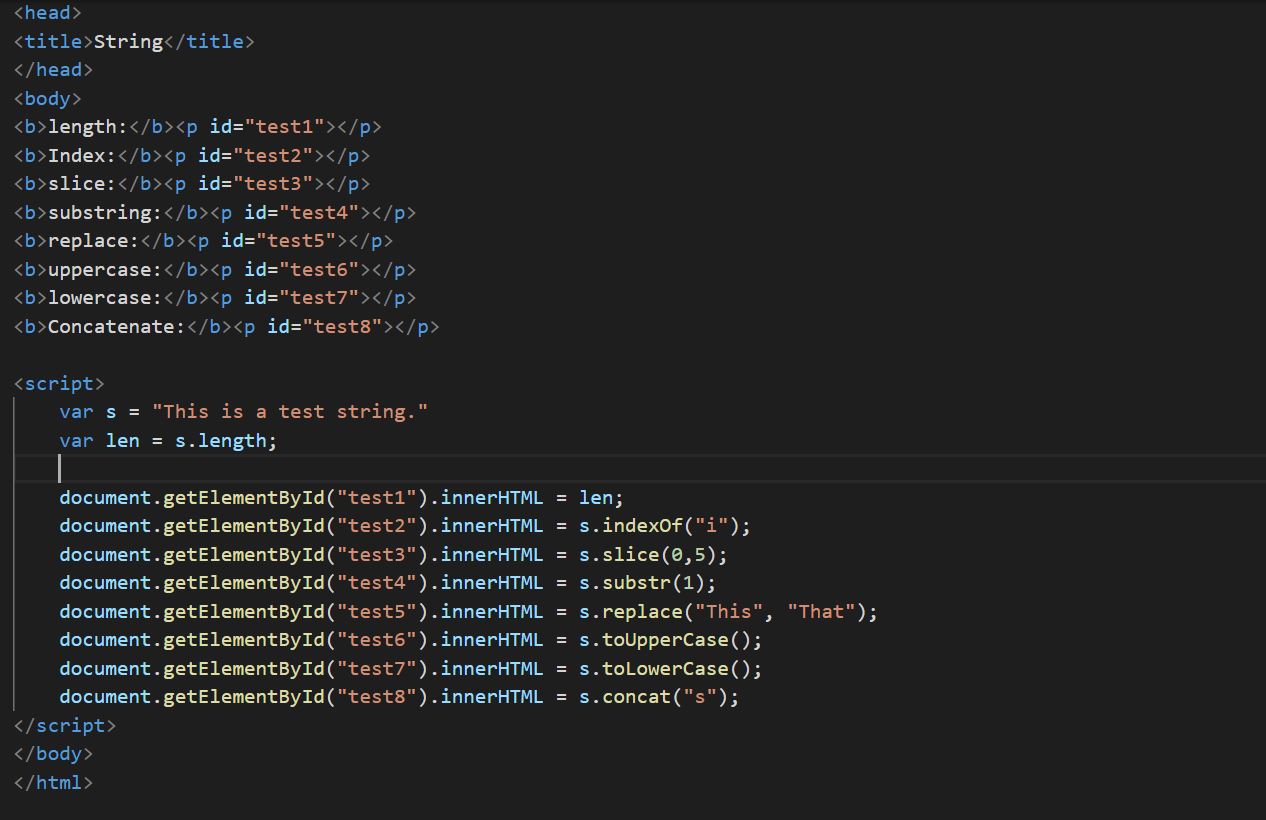 <head>
<title>String</title>
</head>
<body>
<b>length:</b><p id="test1"></p>
<b>Index:</b><p id="test2"></p>
<b>slice:</b><p id="test3"></p>
<b>substring:</b><p id="test4"></p>
<b>replace:</b><p id="test5"></p>
<b>uppercase:</b><p id="test6"></p>
<b>lowercase:</b><p id="test7"></p>
<b>Concatenate:</b><p id="test8"></p>
<script>
var s = "This is a test string."
var len = s.length;
document.getElementById("test1").innerHTML = len;
document.getElementById("test2").innerHTML = s.indexOf("i");
document.getElementById("test3").innerHTML = s.slice(0,5);
document.getElementById("test4").innerHTML = s.substr(1);
document.getElementById("test5").innerHTML = s.replace("This", "That");
document.getElementById("test6").innerHTML = s.toUpperCase();
document.getElementById("test7").innerHTML = s.toLowerCase();
document.getElementById("test8").innerHTML = s.concat("s");
</script>
</body>
</html>